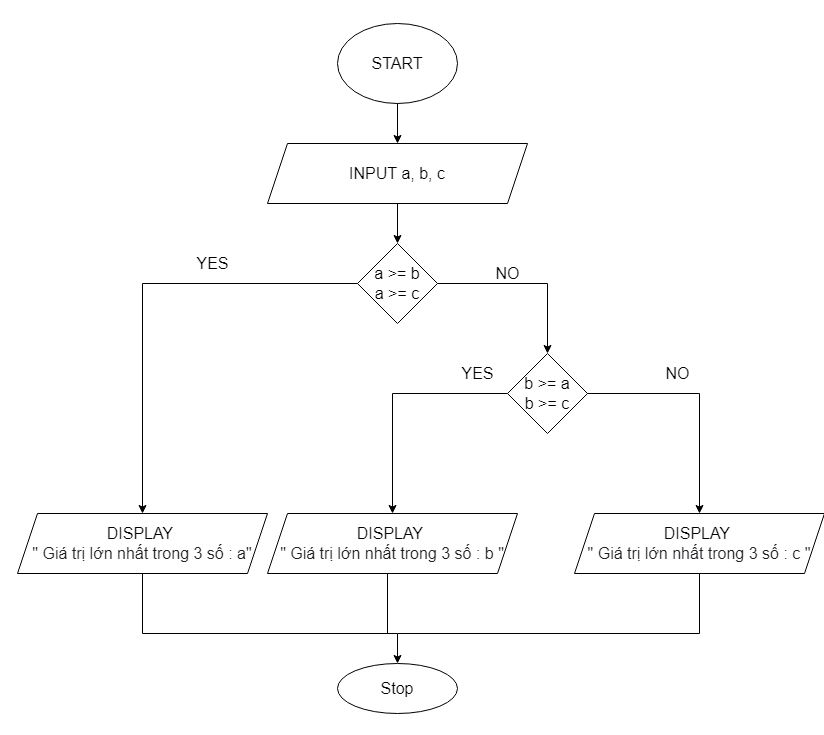 START
INPUT a, b, c
YES
a >= b
a >= c
NO
YES
b >= a
b >= c
NO
DISPLAY
" Giá trị lớn nhất trong 3 số : a"
DISPLAY
" Giá trị lớn nhất trong 3 số : b "
DISPLAY
" Giá trị lớn nhất trong 3 số : c "
Stop